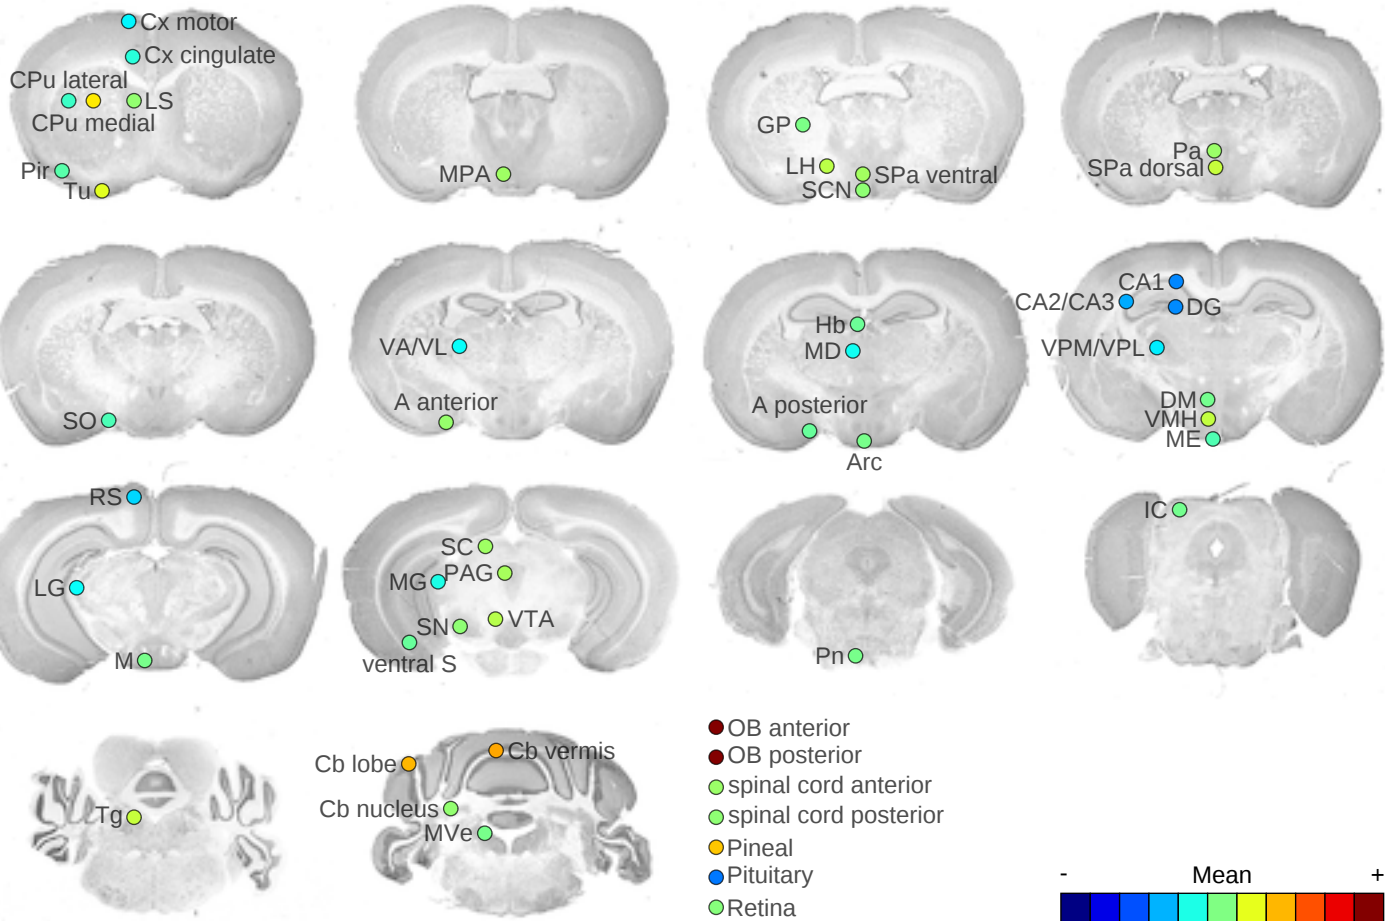 Cx motor
Cx cingulate
CPu lateral
LS
CPu medial
Pir
Tu
MPA
GP
LH
SPa ventral
SCN
Pa
SPa dorsal
SO
VA/VL
A anterior
Hb
MD
A posterior
Arc
CA1
CA2/CA3
DG
VPM/VPL
DM
VMH
ME
RS
LG
M
SC
PAG
MG
VTA
SN
ventral S
Pn
IC
Tg
Cb vermis
Cb lobe
Cb nucleus
MVe
OB anterior
OB posterior
spinal cord anterior
spinal cord posterior
Pineal
Pituitary
Retina
- Mean +